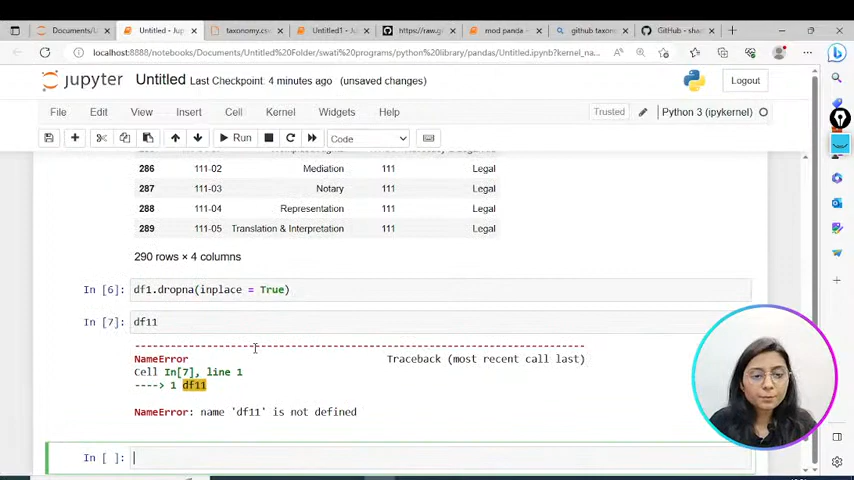 Documents/L
Untitled - Jup
taxonomy.cs
Untitled1 - Ju
https://raw.g
mod panda
github taxon
GitHub - sha
localhost:8888/notebooks/Documents/Untitled%20Folder/swati%20programs/python%20library/pandas/Untitled.ipynb?kernel_na...
jupyter Untitled Last Checkpoint: 4 minutes ago (unsaved changes)
Logout
File Edit View Insert Cell Kernel Widgets Help
Trusted
Python 3 (ipykernel)
Run
Code
286 111-02 Mediation 111 Legal
287 111-03 Notary 111 Legal
288 111-04 Representation 111 Legal
289 111-05 Translation & Interpretation 111 Legal
290 rows × 4 columns
In [6]: df1.dropna(inplace = True)
In [7]: df11
---------------------------------------------------------------------------
NameError Traceback (most recent call last)
Cell In[7], line 1
----> 1 df11
NameError: name 'df11' is not defined
In [ ]: